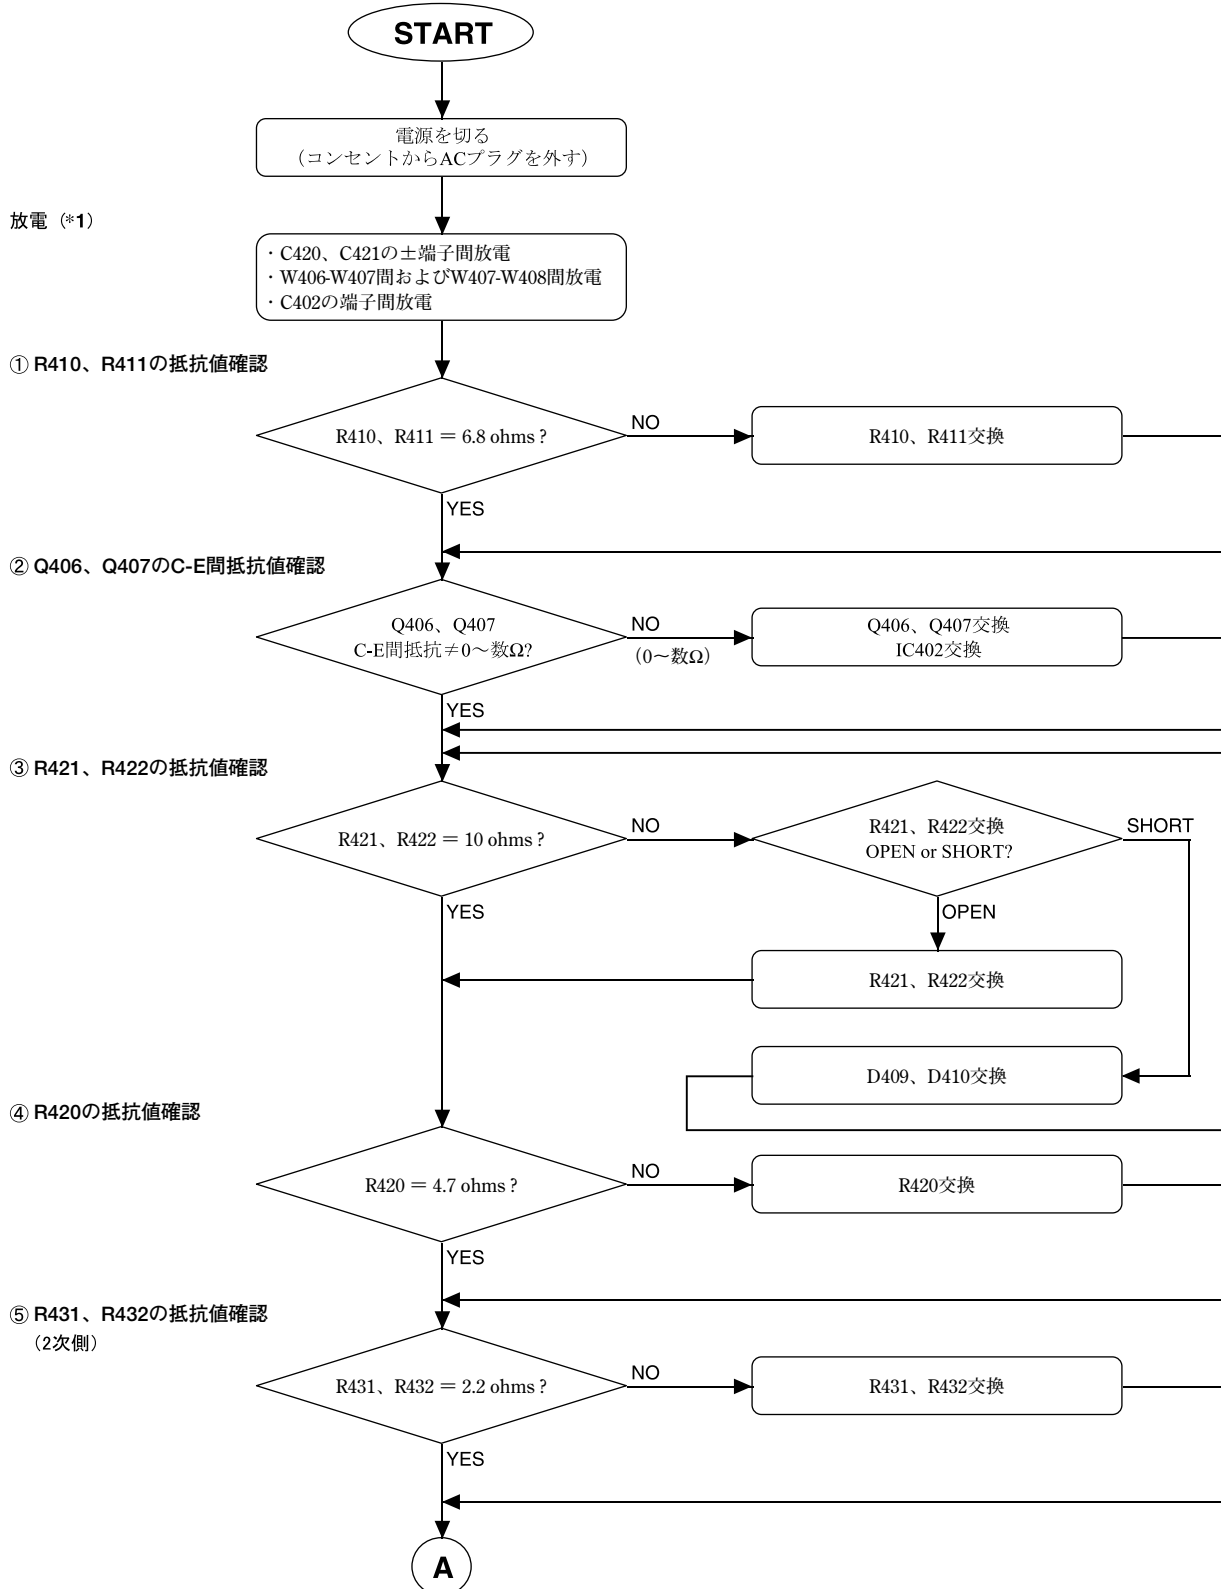 START
電源を切る
（コンセントからACプラグを外す）
放電（*1）
・C420、C421の±端子間放電
・W406-W407間およびW407-W408間放電
・C402の端子間放電
① R410、R411の抵抗値確認
R410、R411 = 6.8 ohms ?
NO
R410、R411交換
YES
② Q406、Q407のC-E間抵抗値確認
Q406、Q407
C-E間抵抗≠0〜数Ω?
NO
（0〜数Ω）
Q406、Q407交換
IC402交換
YES
③ R421、R422の抵抗値確認
R421、R422 = 10 ohms ?
NO
R421、R422交換
OPEN or SHORT?
SHORT
YES
OPEN
R421、R422交換
D409、D410交換
④ R420の抵抗値確認
R420 = 4.7 ohms ?
NO
R420交換
YES
⑤ R431、R432の抵抗値確認
（2次側）
R431、R432 = 2.2 ohms ?
NO
R431、R432交換
YES
A